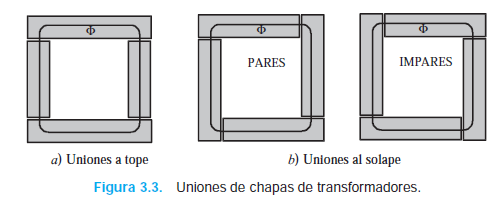 Φ
Φ
Φ
PARES
IMPARES
a) Uniones a tope
b) Uniones al solape
Figura 3.3. Uniones de chapas de transformadores.